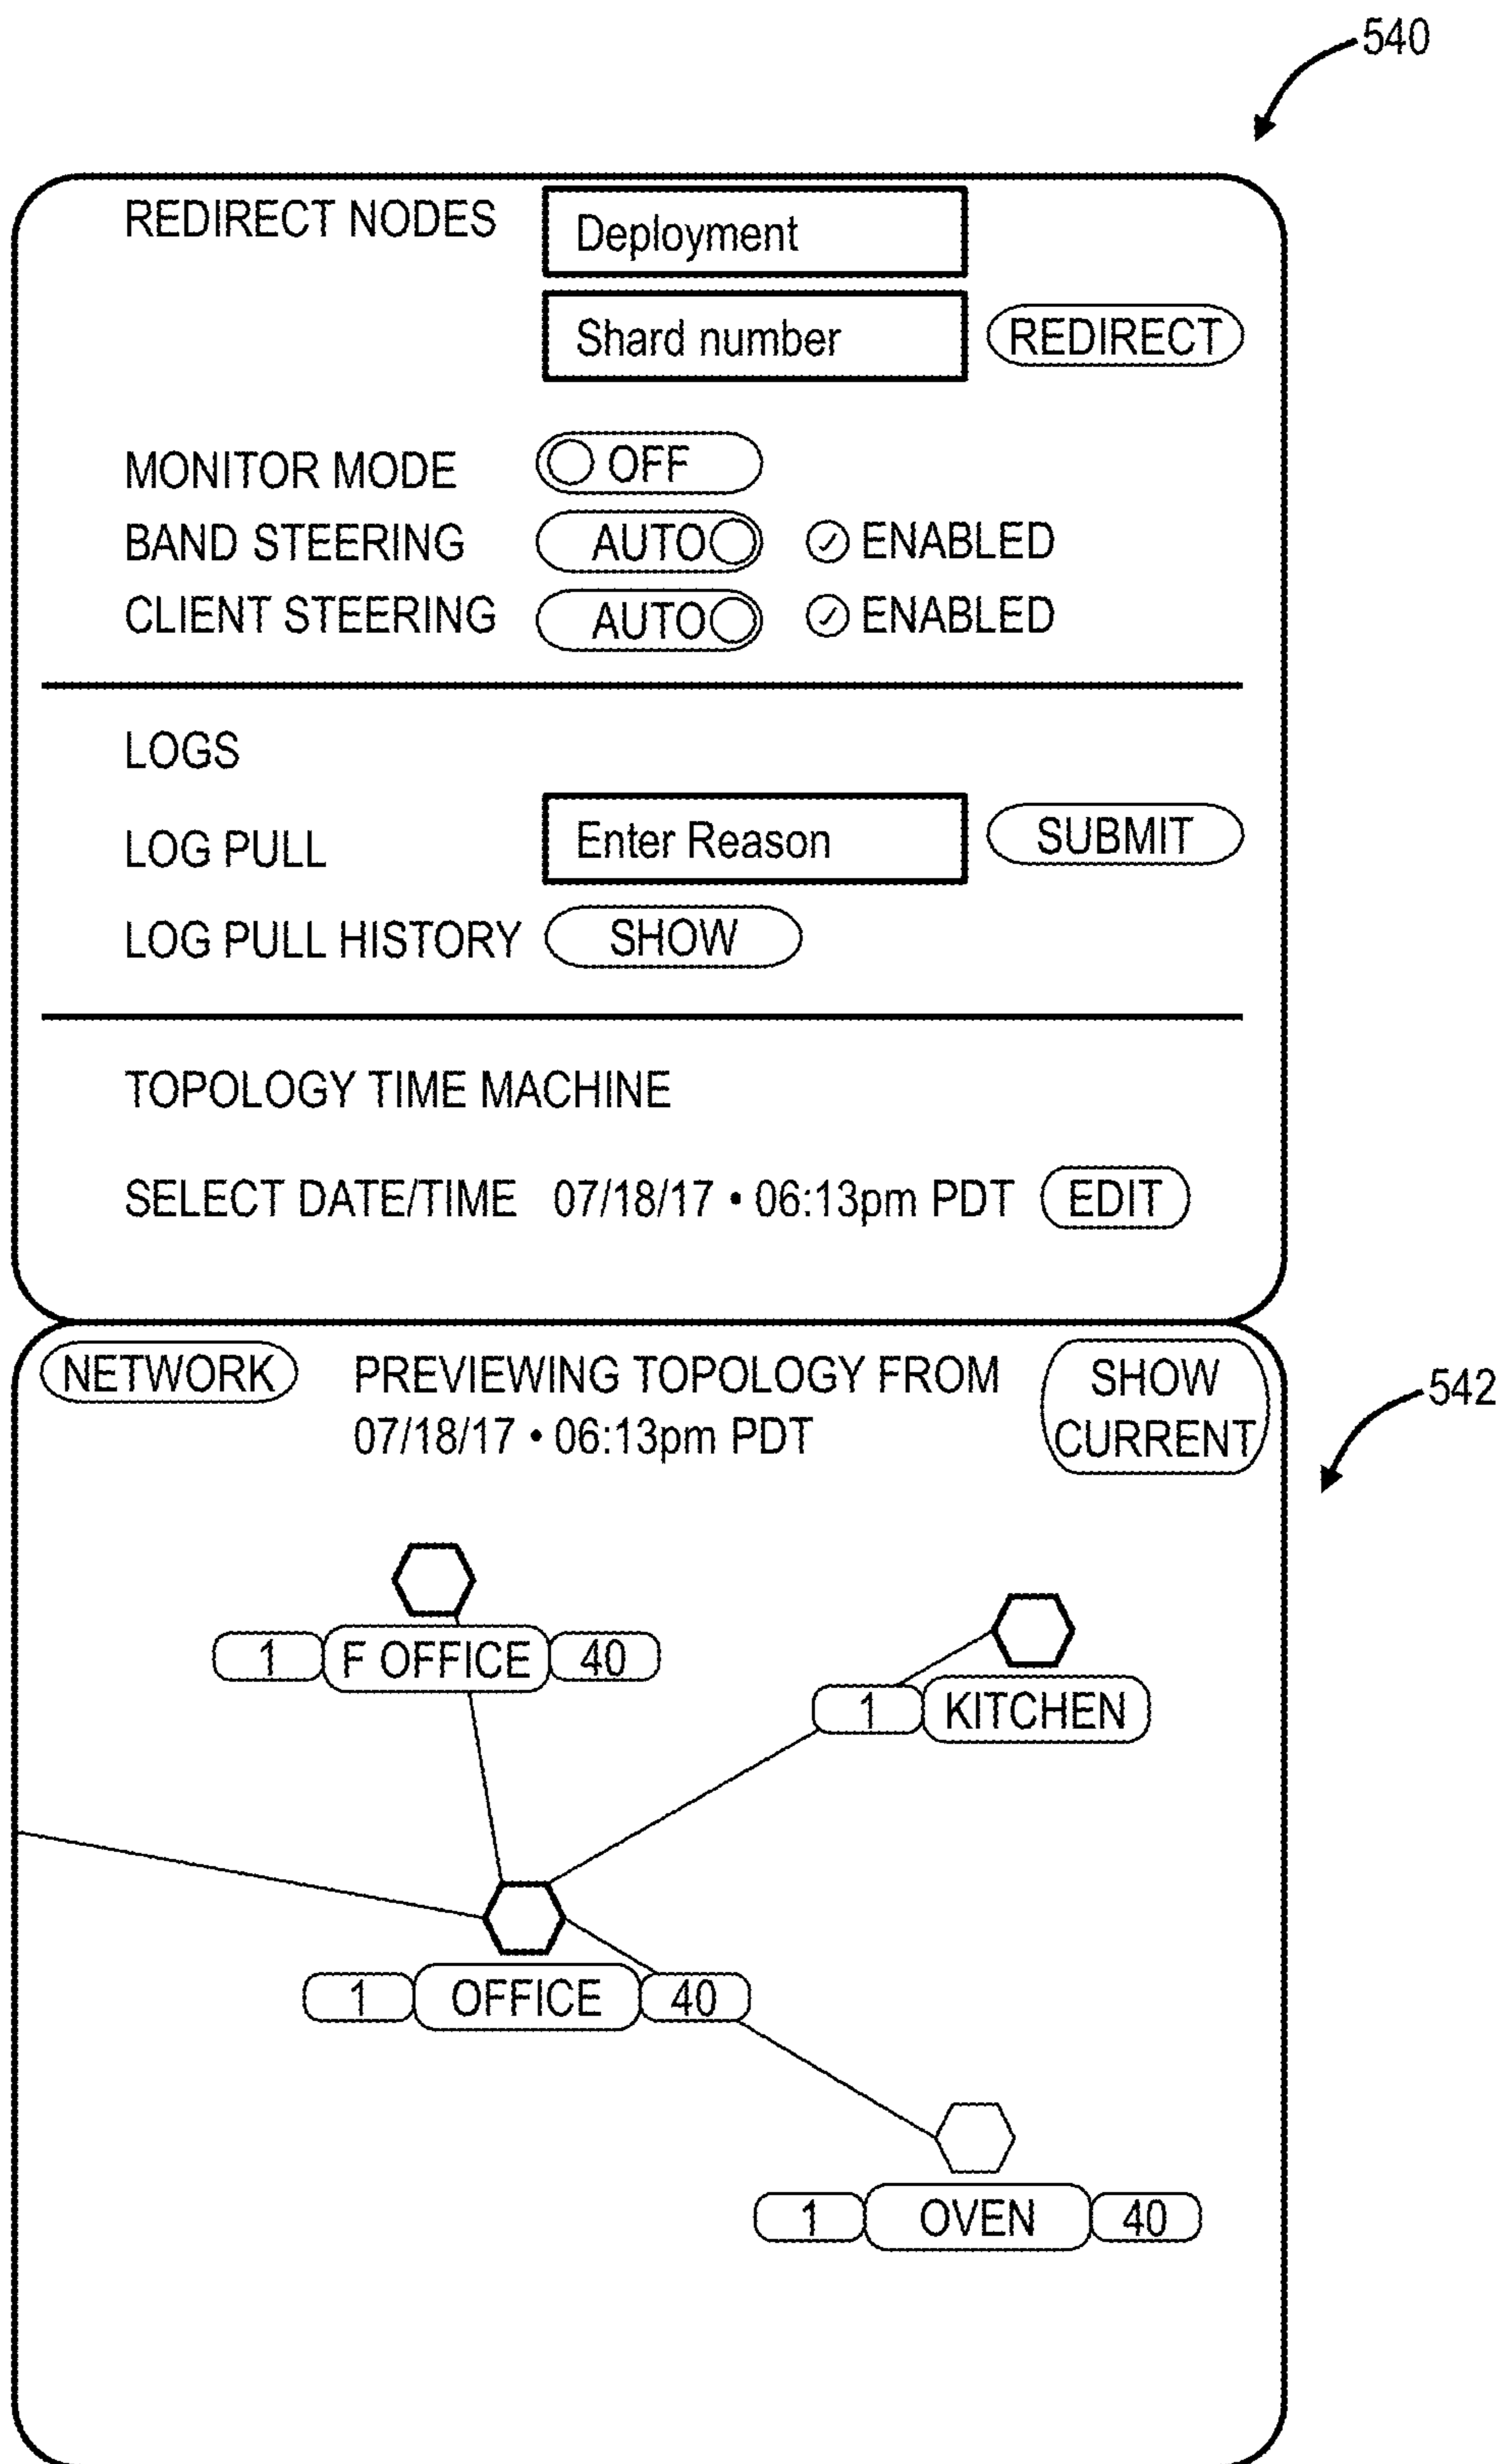 540
REDIRECT NODES Deployment
Shard number REDIRECT
MONITOR MODE OFF
BAND STEERING AUTO ENABLED
CLIENT STEERING AUTO ENABLED
LOGS
LOG PULL Enter Reason SUBMIT
LOG PULL HISTORY SHOW
TOPOLOGY TIME MACHINE
SELECT DATE/TIME 07/18/17 • 06:13pm PDT EDIT
NETWORK PREVIEWING TOPOLOGY FROM SHOW
07/18/17 • 06:13pm PDT CURRENT
542
1 F OFFICE 40
1 KITCHEN
1 OFFICE 40
1 OVEN 40